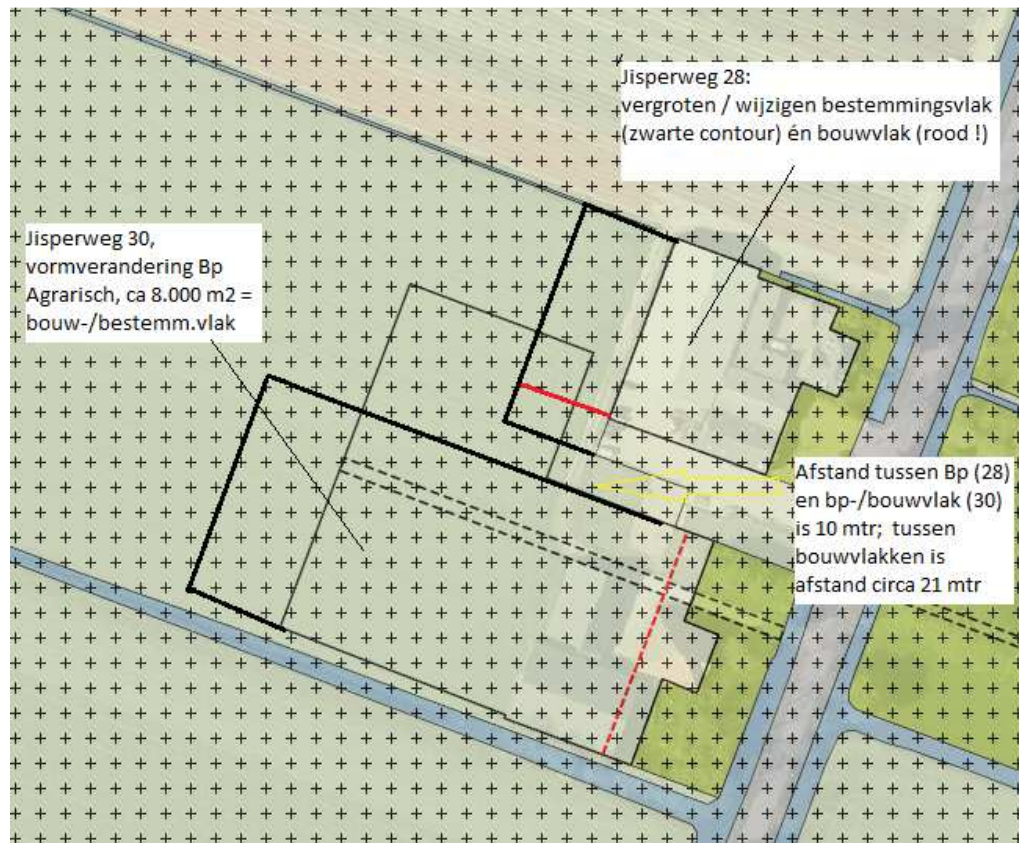 Jisperweg 28:
vergroten / wijzigen bestemmingsvlak
(zwarte contour) én bouwvlak (rood !)
Jisperweg 30,
vormverandering Bp
Agrarisch, ca 8.000 m2 =
bouw-/bestemm.vlak
Afstand tussen Bp (28)
en bp-/bouwvlak (30)
is 10 mtr; tussen
bouwvlakken is
afstand circa 21 mtr